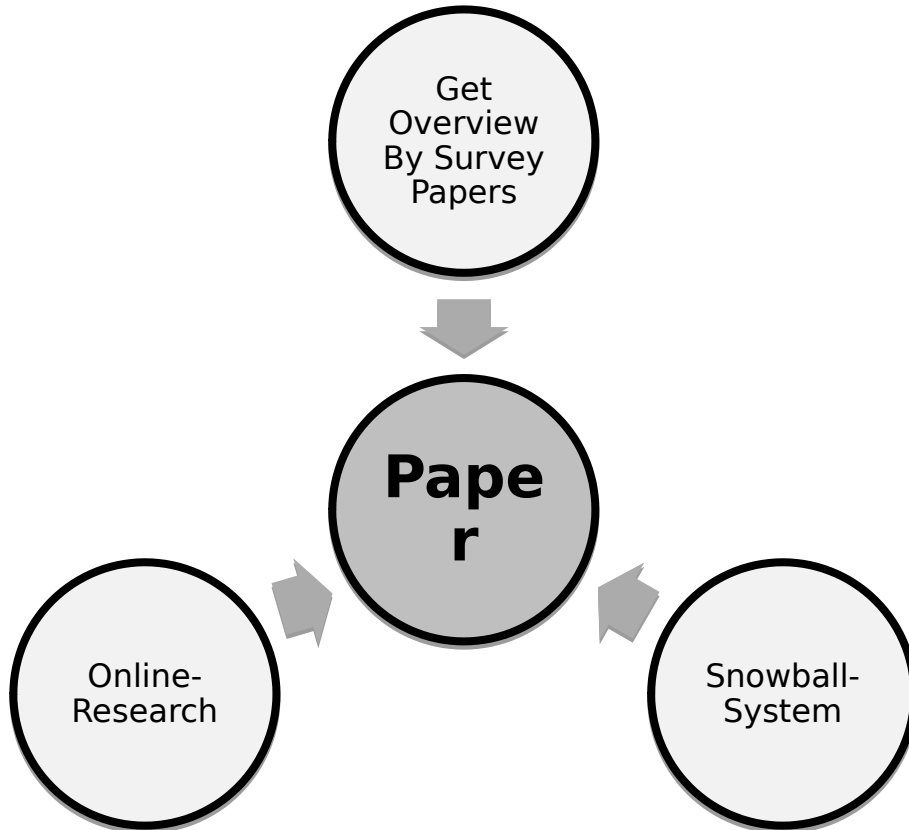 Get
Overview
By Survey
Papers
Pape
r
Online-
Research
Snowball-
System